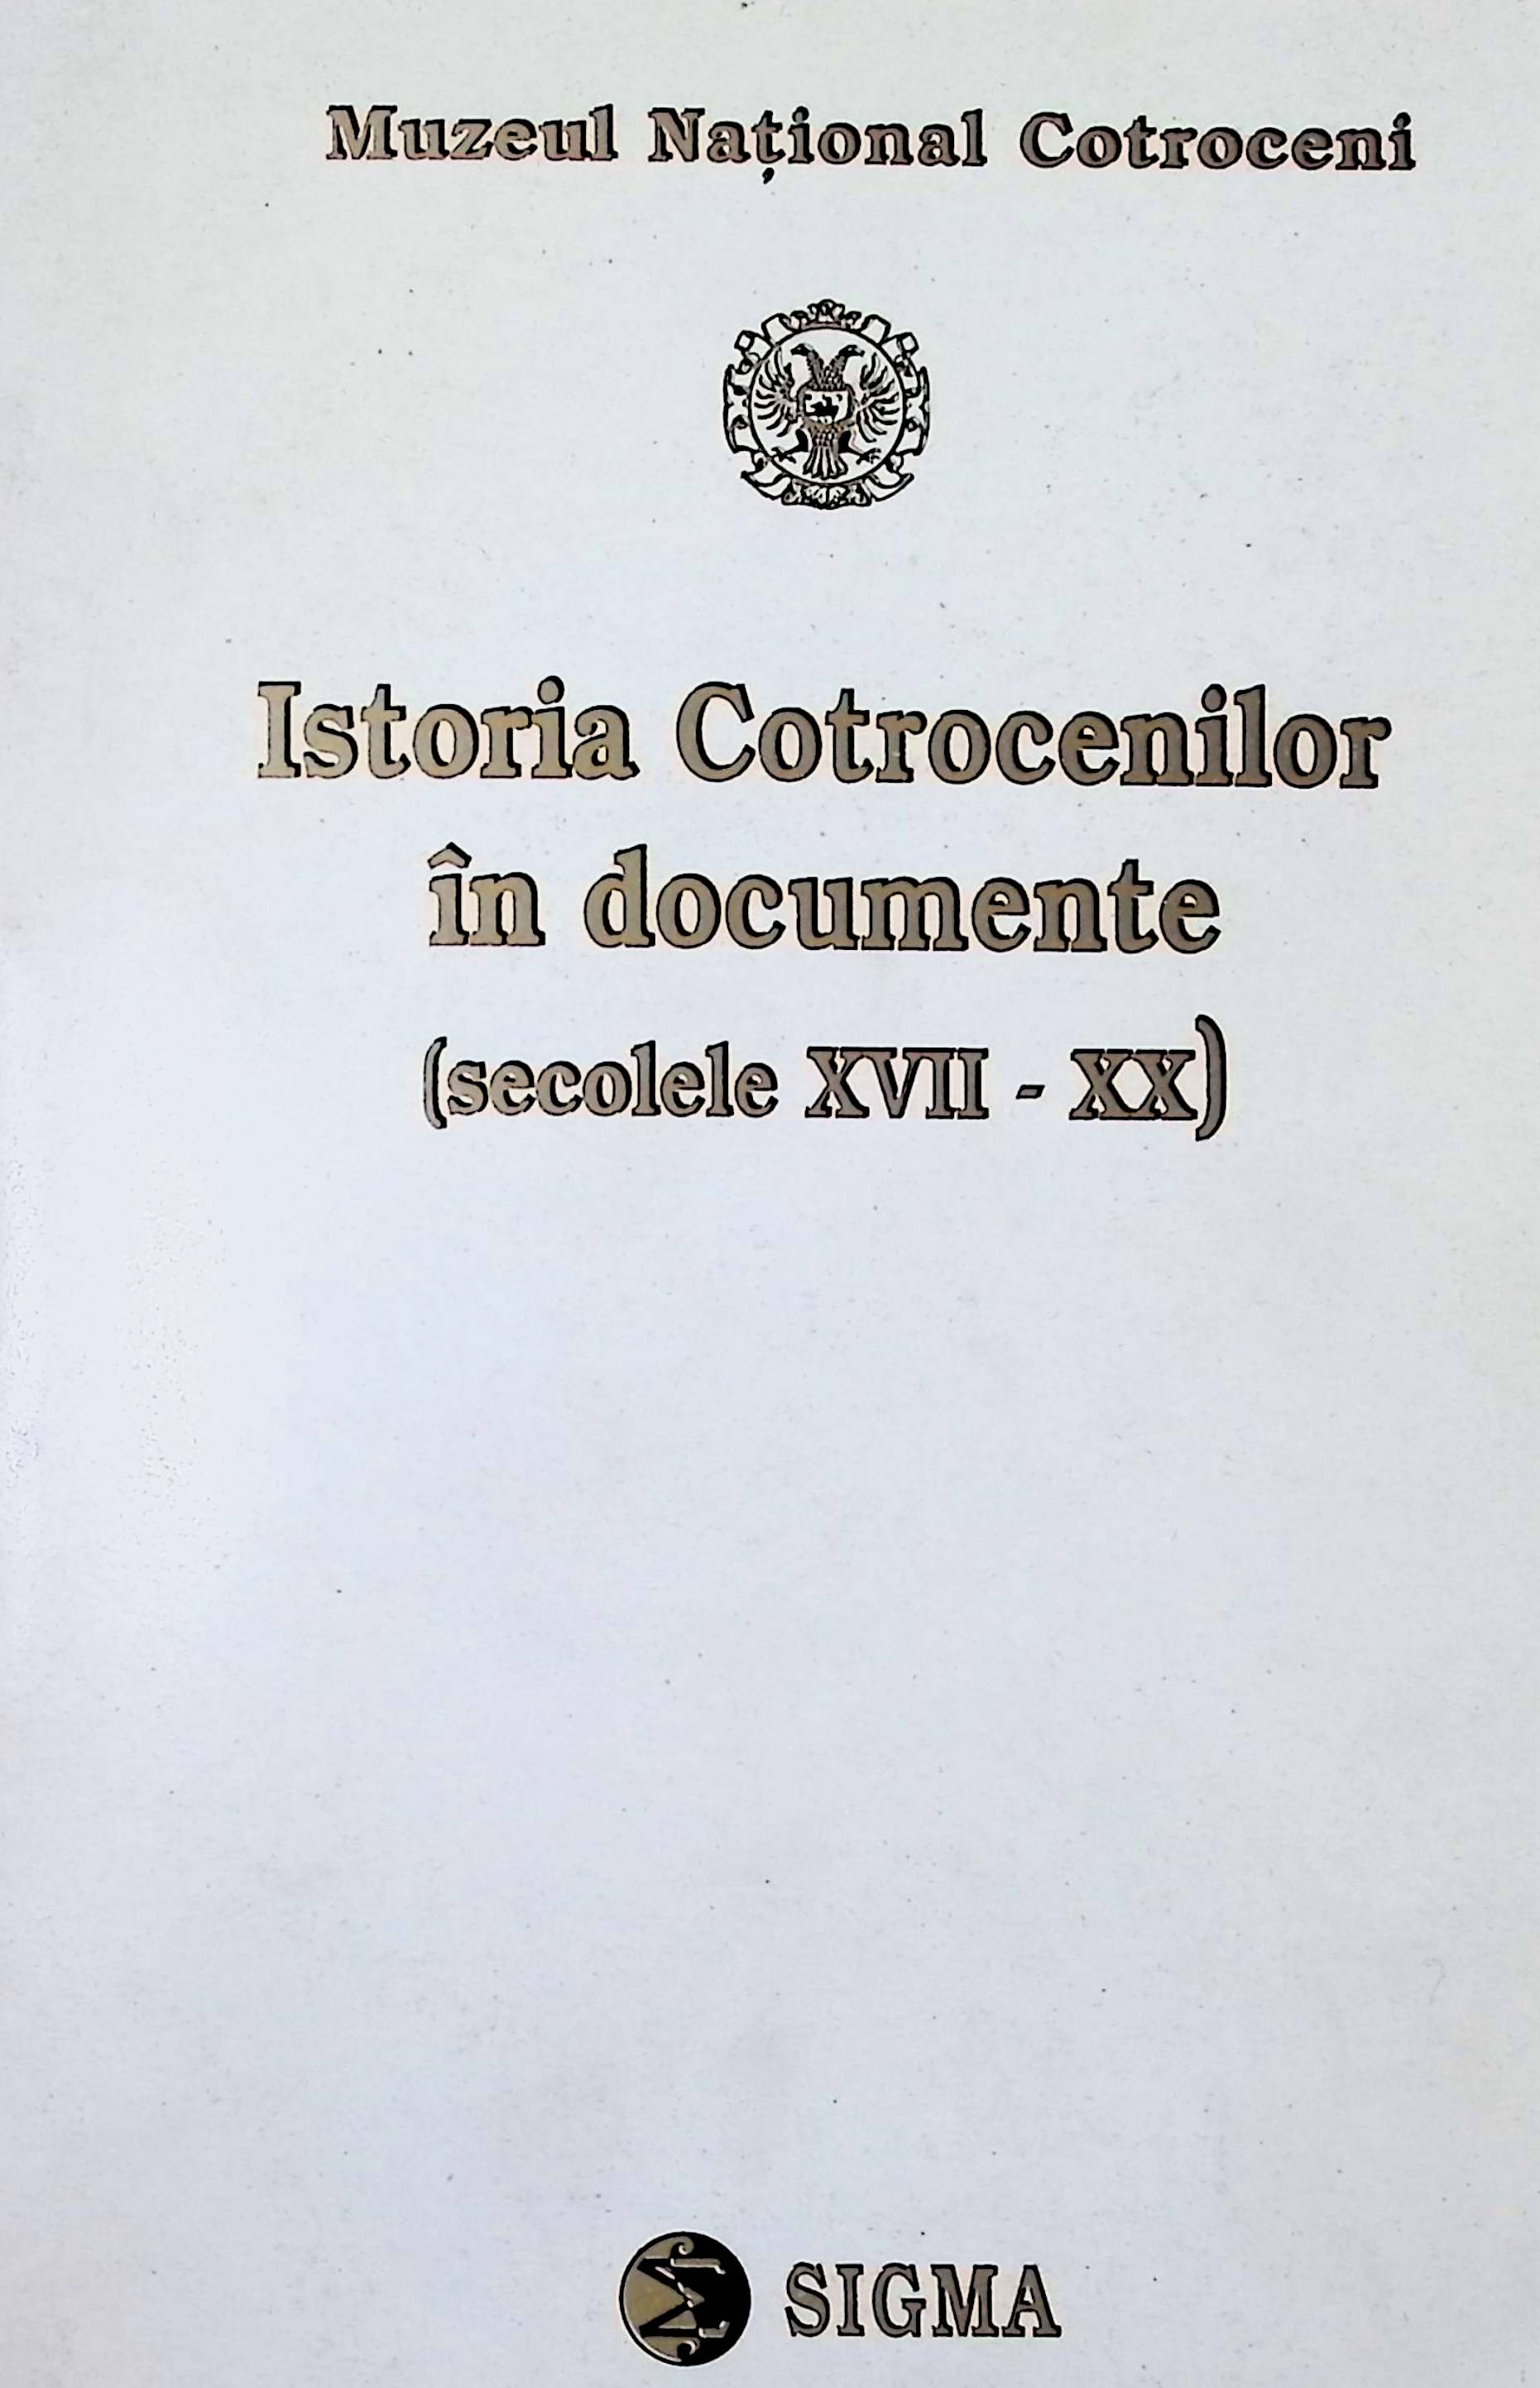 Muzeul Național Cotroceni
Istoria Cotrocenilor
în documente
(secolele XVII - XX)
SIGMA